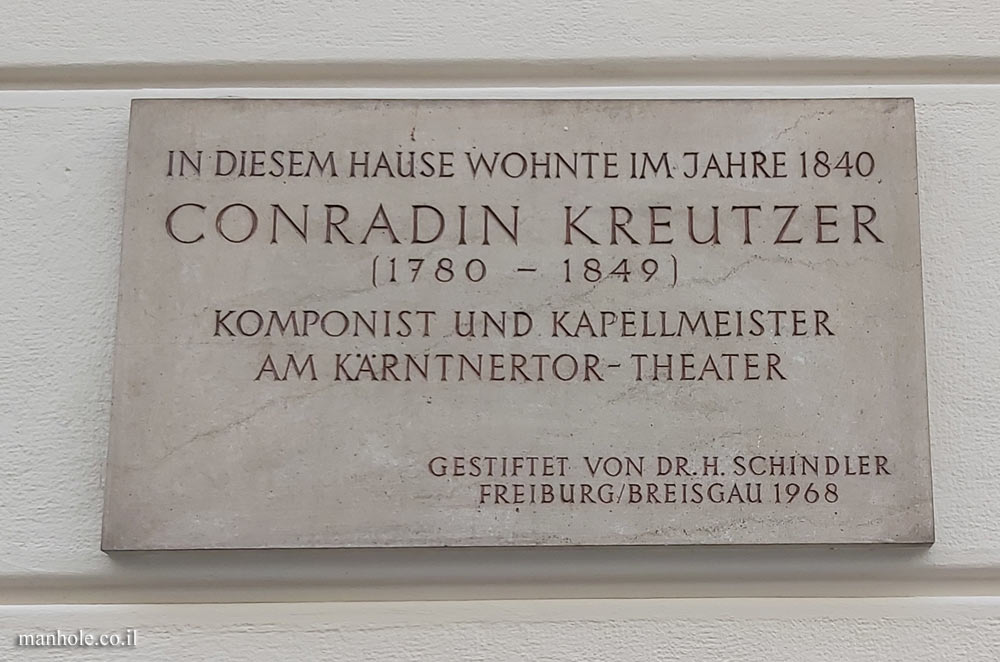 IN DIESEM HAUSE WOHNTE IM JAHRE 1840
CONRADIN KREUTZER
(1780 – 1849)
KOMPONIST UND KAPELLMEISTER
AM KÄRNTNERTOR-THEATER
GESTIFTET VON DR. H. SCHINDLER
FREIBURG/BREISGAU 1968
manhole.co.il